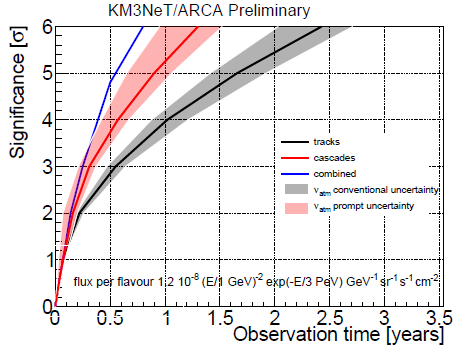 KM3NeT/ARCA Preliminary
Significance [σ]
6
5
4
3
2
1
0
tracks
cascades
combined
νatm conventional uncertainty
νatm prompt uncertainty
flux per flavour 1.2 10⁻⁸ (E/1 GeV)⁻² exp(-E/3 PeV) GeV⁻¹ sr⁻¹ s⁻¹ cm⁻²
0 0.5 1 1.5 2 2.5 3 3.5
Observation time [years]